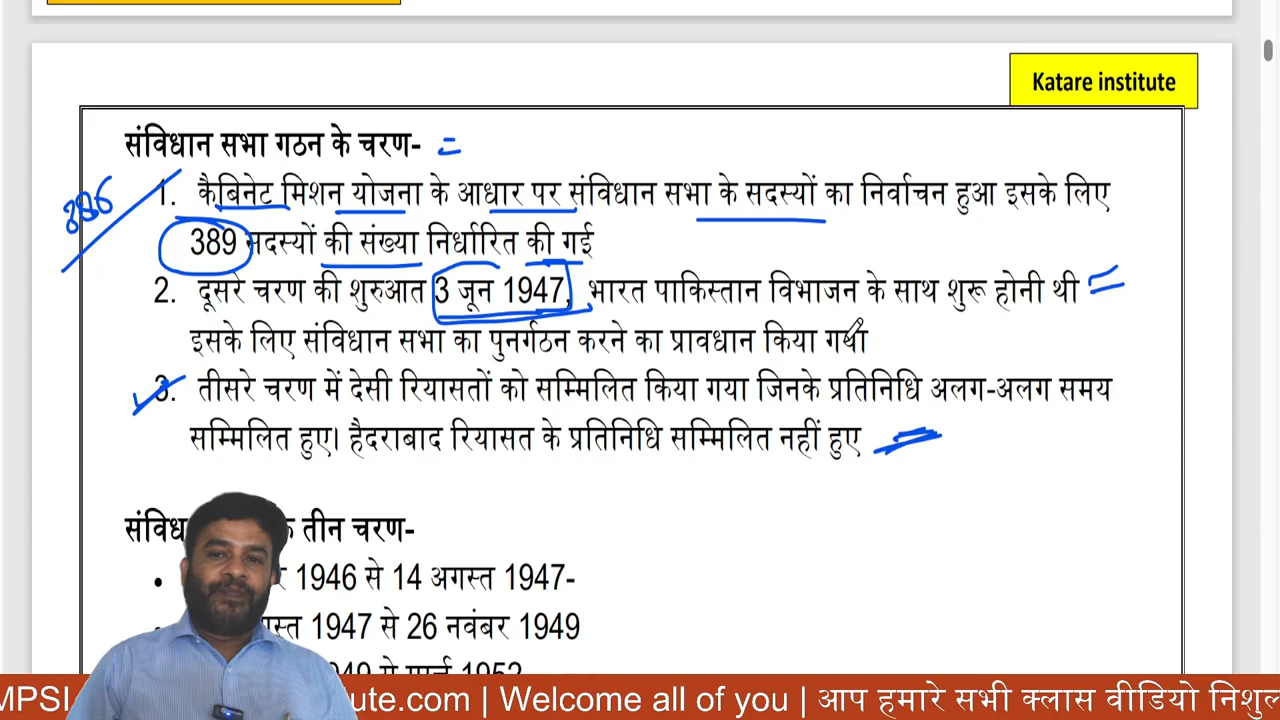 Katare institute
संविधान सभा गठन के चरण-
386
1. कैबिनेट मिशन योजना के आधार पर संविधान सभा के सदस्यों का निर्वाचन हुआ इसके लिए
389 सदस्यों की संख्या निर्धारित की गई
2. दूसरे चरण की शुरुआत 3 जून 1947, भारत पाकिस्तान विभाजन के साथ शुरू होनी थी
इसके लिए संविधान सभा का पुनर्गठन करने का प्रावधान किया गया
3. तीसरे चरण में देसी रियासतों को सम्मिलित किया गया जिनके प्रतिनिधि अलग-अलग समय
सम्मिलित हुए। हैदराबाद रियासत के प्रतिनिधि सम्मिलित नहीं हुए
तीन चरण-
1946 से 14 अगस्त 1947-
1947 से 26 नवंबर 1949
से मार्च 1952
MPSI
.com | Welcome all of you | आप हमारे सभी क्लास वीडियो